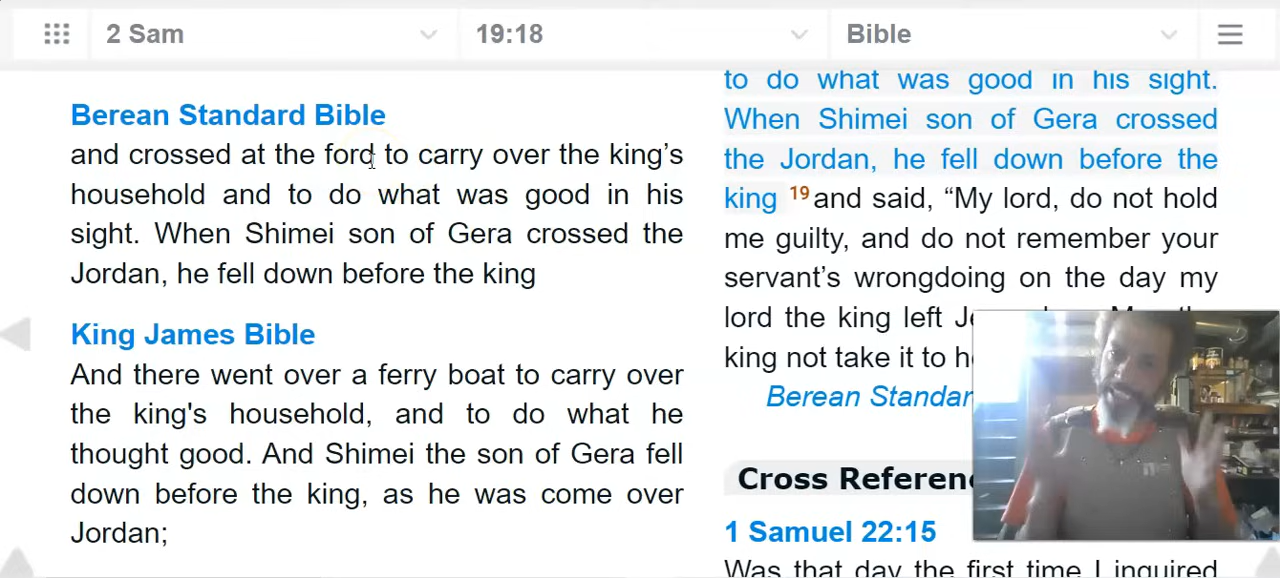 2 Sam 19:18 Bible
Berean Standard Bible
and crossed at the ford to carry over the king’s
household and to do what was good in his
sight. When Shimei son of Gera crossed the
Jordan, he fell down before the king
King James Bible
And there went over a ferry boat to carry over
the king's household, and to do what he
thought good. And Shimei the son of Gera fell
down before the king, as he was come over
Jordan;
to do what was good in his sight.
When Shimei son of Gera crossed
the Jordan, he fell down before the
king 19 and said, “My lord, do not hold
me guilty, and do not remember your
servant’s wrongdoing on the day my
lord the king left
king not take it to
Berean
Cross
1 Samuel 22:15
Was that day the first time I inquired